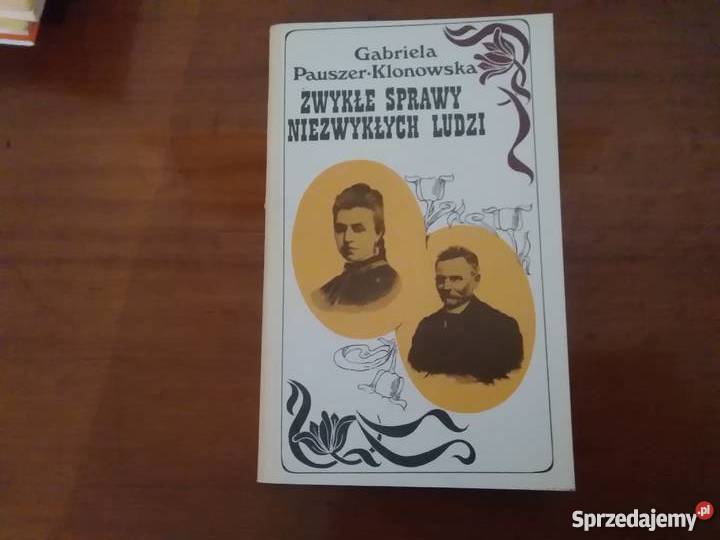 Gabriela
Pauszer-Klonowska
ZWYKŁE SPRAWY
NIEZWYKŁYCH LUDZI
Sprzedajemy.pl